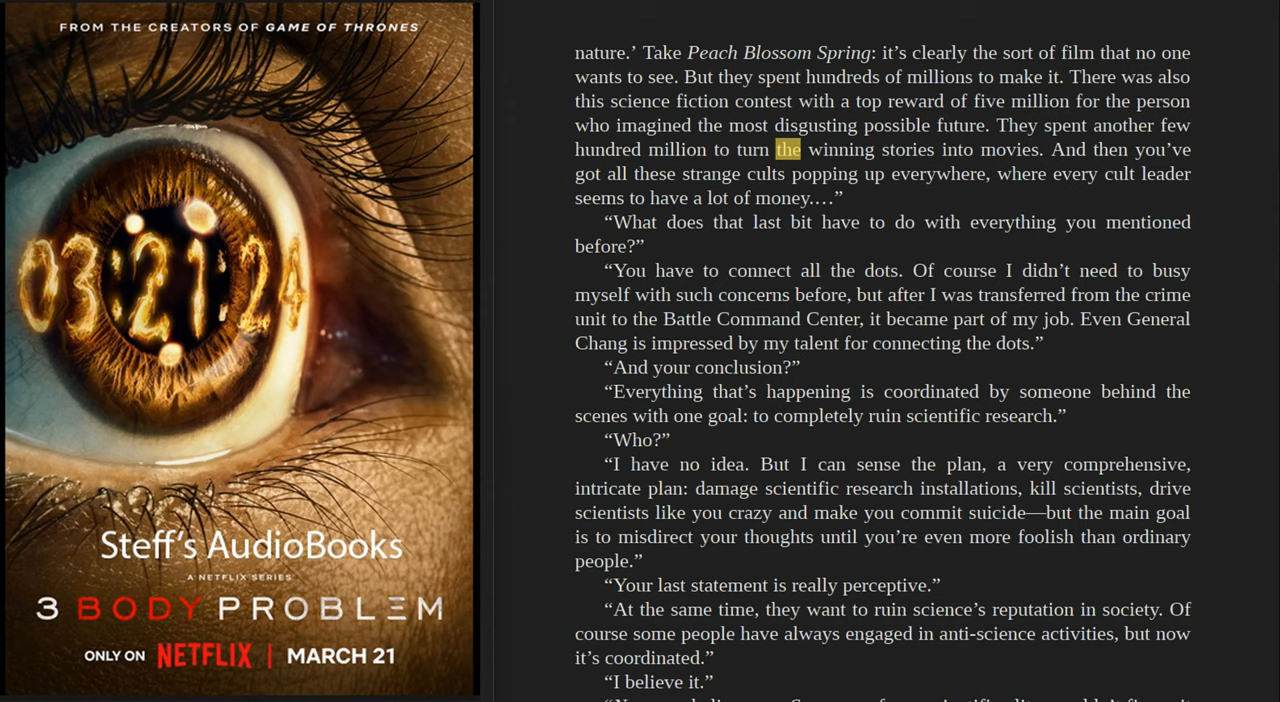 FROM THE CREATORS OF GAME OF THRONES
03:21:24
Steff's AudioBooks
A NETFLIX SERIES
3 BODY PROBLEM
ONLY ON NETFLIX | MARCH 21
nature.’ Take Peach Blossom Spring: it’s clearly the sort of film that no one
wants to see. But they spent hundreds of millions to make it. There was also
this science fiction contest with a top reward of five million for the person
who imagined the most disgusting possible future. They spent another few
hundred million to turn the winning stories into movies. And then you’ve
got all these strange cults popping up everywhere, where every cult leader
seems to have a lot of money.…”
“What does that last bit have to do with everything you mentioned
before?”
“You have to connect all the dots. Of course I didn’t need to busy
myself with such concerns before, but after I was transferred from the crime
unit to the Battle Command Center, it became part of my job. Even General
Chang is impressed by my talent for connecting the dots.”
“And your conclusion?”
“Everything that’s happening is coordinated by someone behind the
scenes with one goal: to completely ruin scientific research.”
“Who?”
“I have no idea. But I can sense the plan, a very comprehensive,
intricate plan: damage scientific research installations, kill scientists, drive
scientists like you crazy and make you commit suicide—but the main goal
is to misdirect your thoughts until you’re even more foolish than ordinary
people.”
“Your last statement is really perceptive.”
“At the same time, they want to ruin science’s reputation in society. Of
course some people have always engaged in anti-science activities, but now
it’s coordinated.”
“I believe it.”